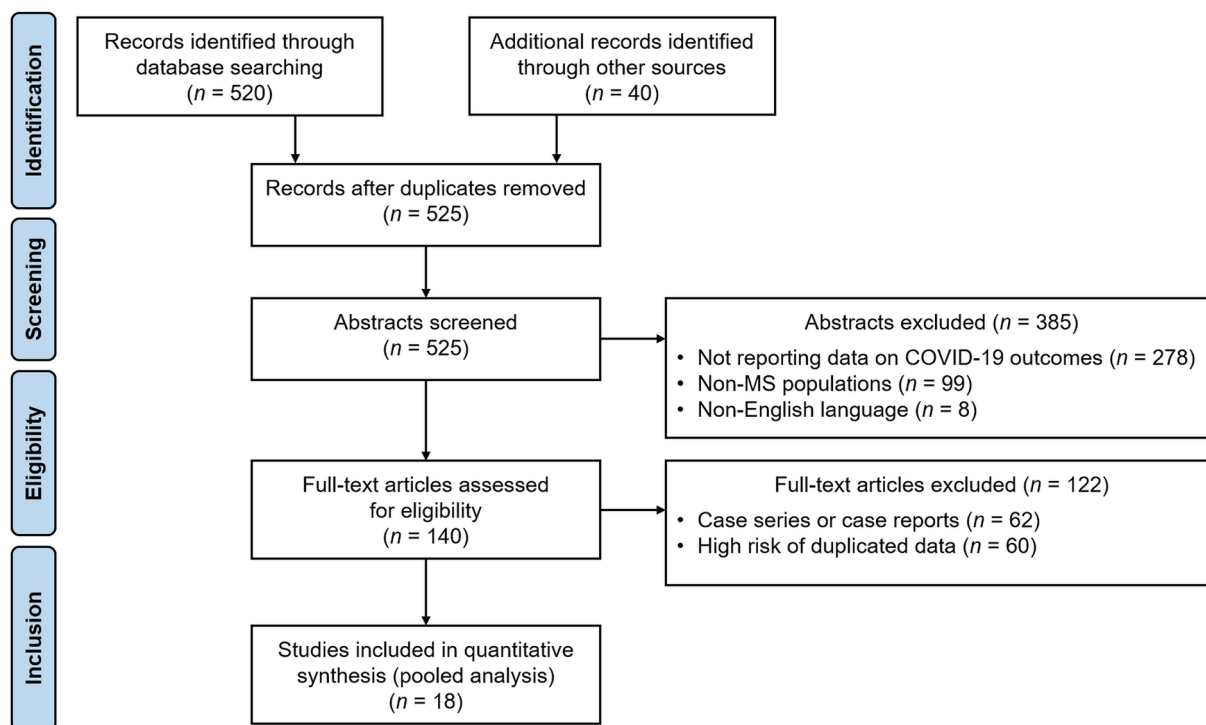 Identification
Records identified through
database searching
(n = 520)
Additional records identified
through other sources
(n = 40)
Records after duplicates removed
(n = 525)
Screening
Abstracts screened
(n = 525)
Abstracts excluded (n = 385)
• Not reporting data on COVID-19 outcomes (n = 278)
• Non-MS populations (n = 99)
• Non-English language (n = 8)
Eligibility
Full-text articles assessed
for eligibility
(n = 140)
Full-text articles excluded (n = 122)
• Case series or case reports (n = 62)
• High risk of duplicated data (n = 60)
Inclusion
Studies included in quantitative
synthesis (pooled analysis)
(n = 18)